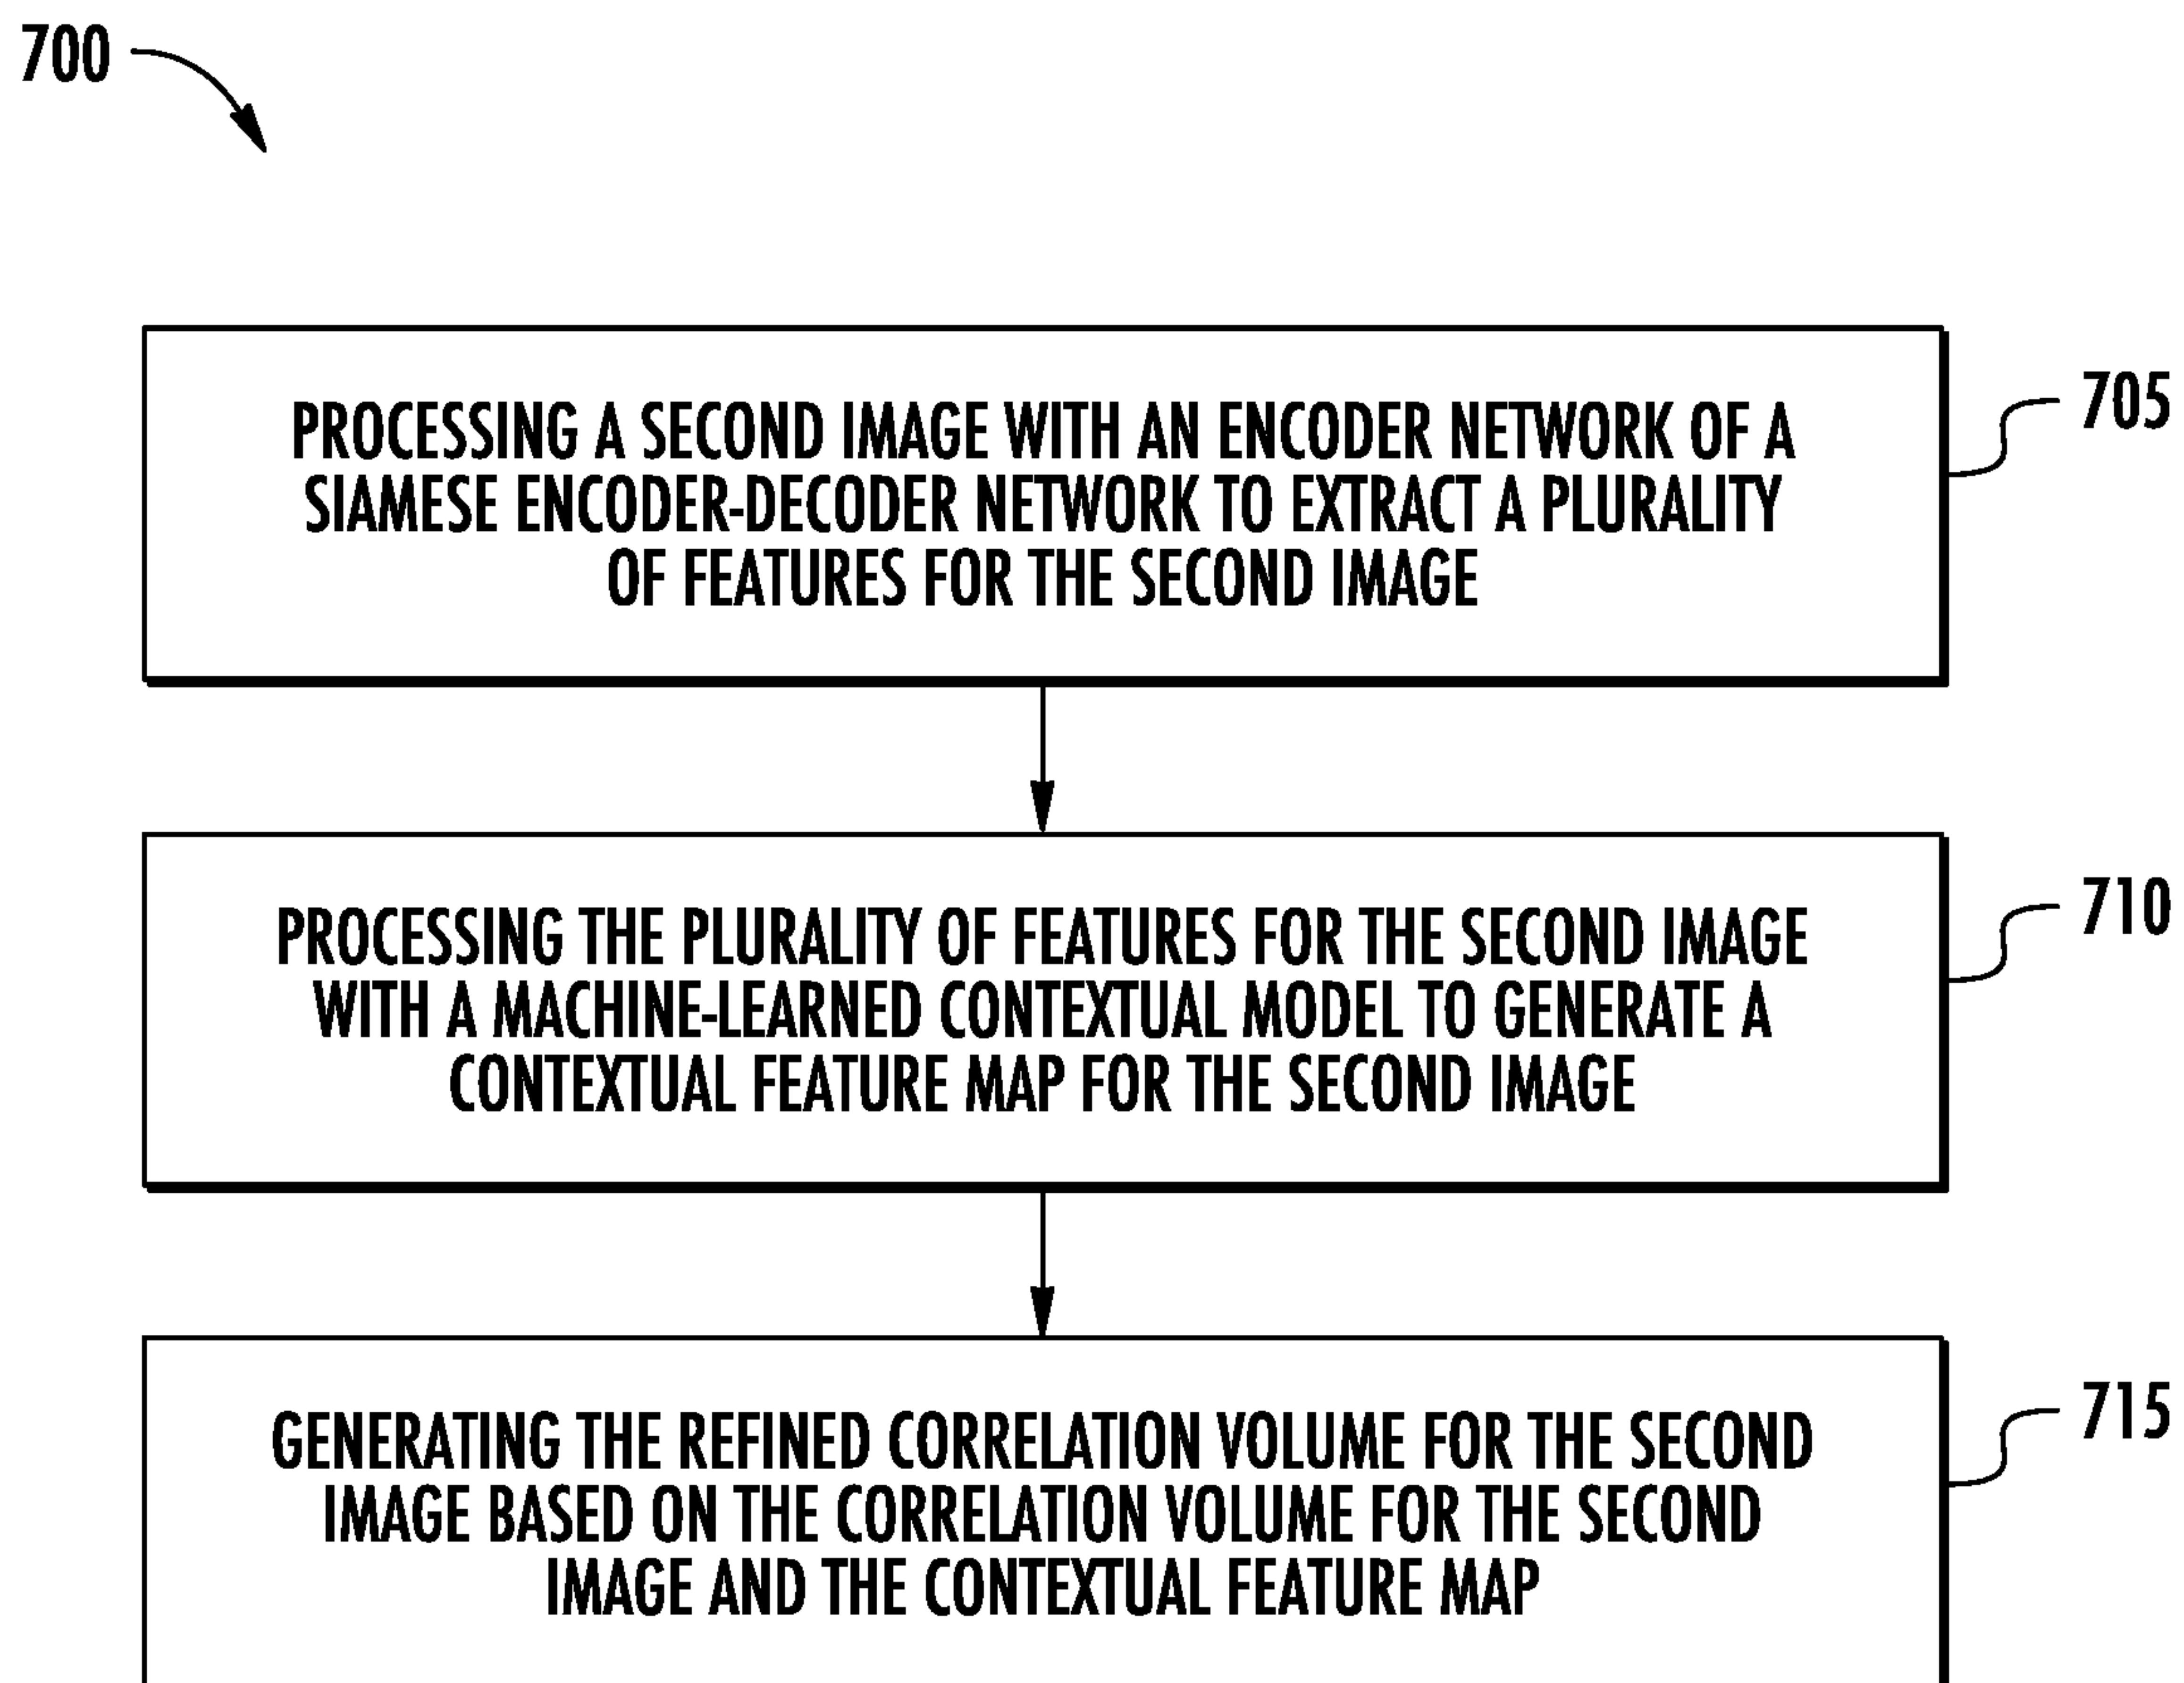 700
PROCESSING A SECOND IMAGE WITH AN ENCODER NETWORK OF A
SIAMESE ENCODER-DECODER NETWORK TO EXTRACT A PLURALITY
OF FEATURES FOR THE SECOND IMAGE
705
PROCESSING THE PLURALITY OF FEATURES FOR THE SECOND IMAGE
WITH A MACHINE-LEARNED CONTEXTUAL MODEL TO GENERATE A
CONTEXTUAL FEATURE MAP FOR THE SECOND IMAGE
710
GENERATING THE REFINED CORRELATION VOLUME FOR THE SECOND
IMAGE BASED ON THE CORRELATION VOLUME FOR THE SECOND
IMAGE AND THE CONTEXTUAL FEATURE MAP
715